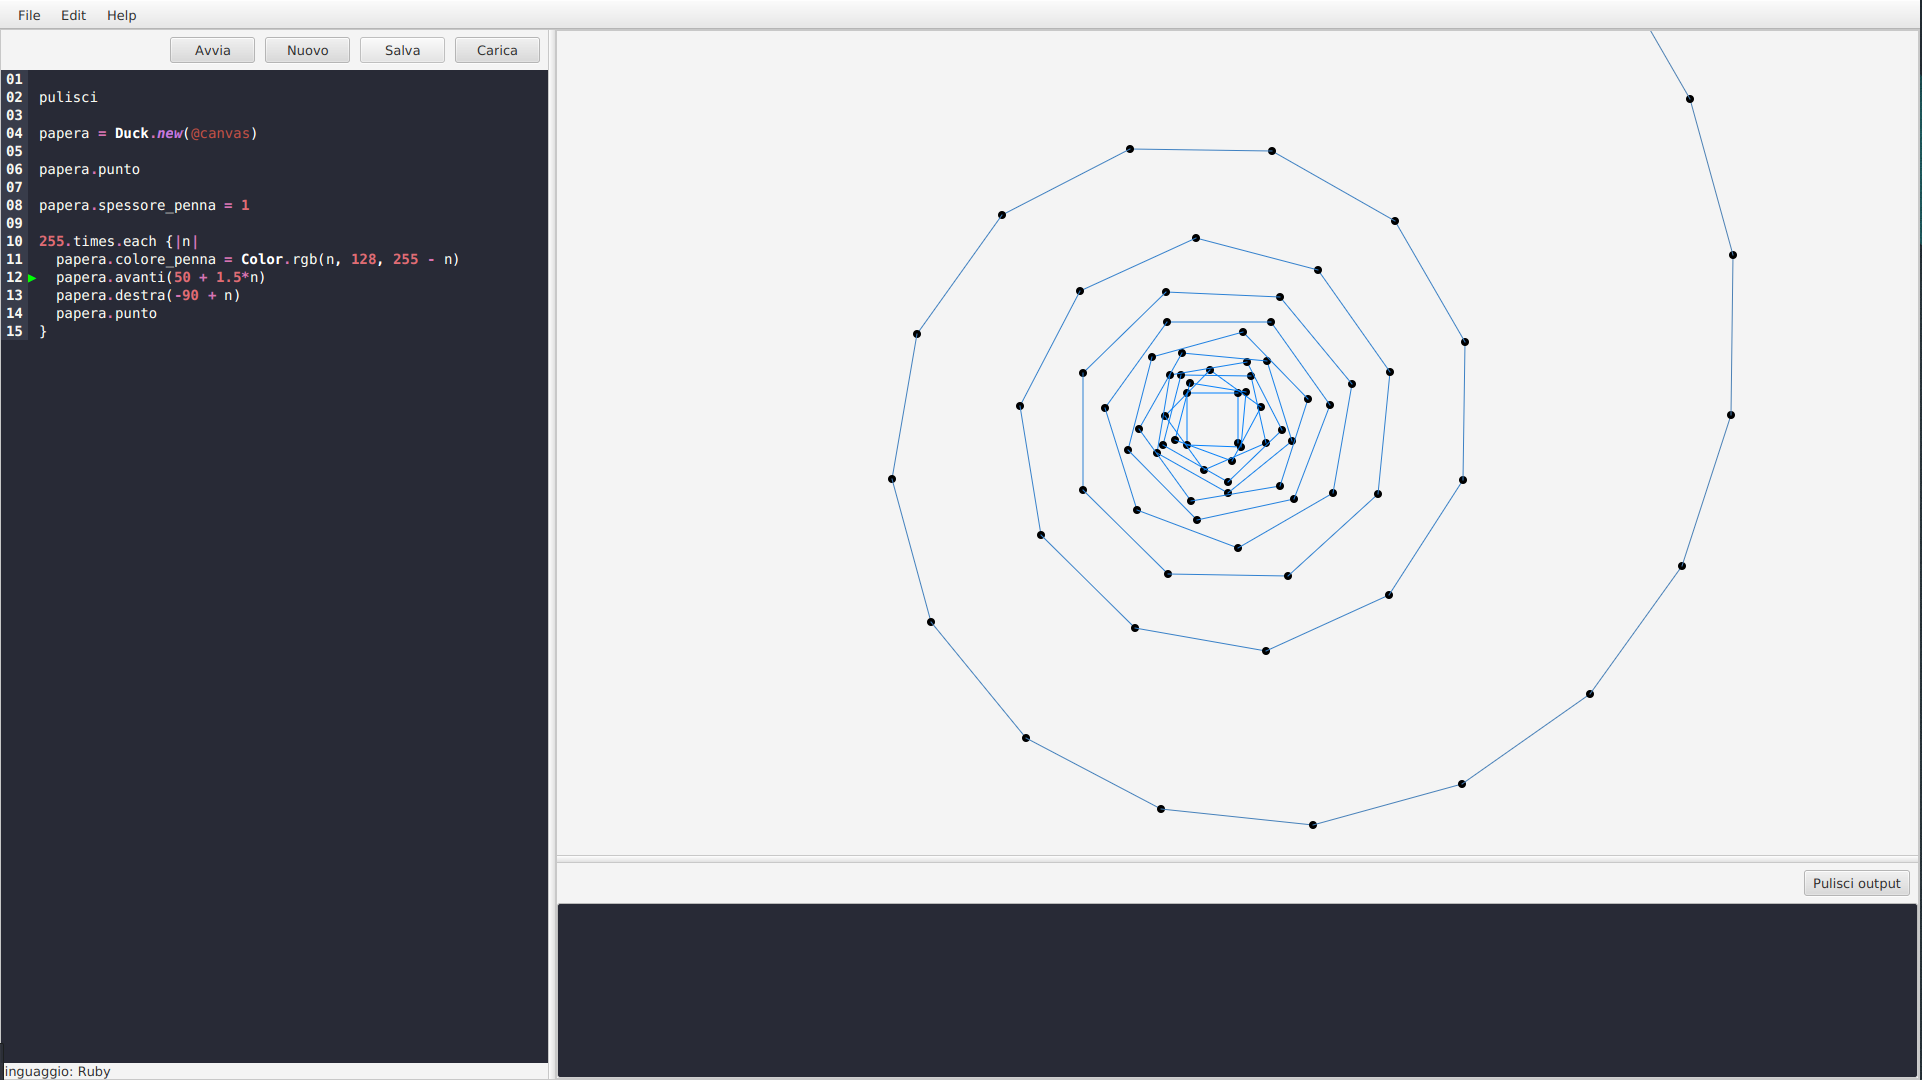 File Edit Help
Avvia Nuovo Salva Carica
01
02 pulisci
03
04 papera = Duck.new(@canvas)
05
06 papera.punto
07
08 papera.spessore_penna = 1
09
10 255.times.each {|n|
11 papera.colore_penna = Color.rgb(n, 128, 255 - n)
12 papera.avanti(50 + 1.5*n)
13 papera.destra(-90 + n)
14 papera.punto
15 }
inguaggio: Ruby
Pulisci output